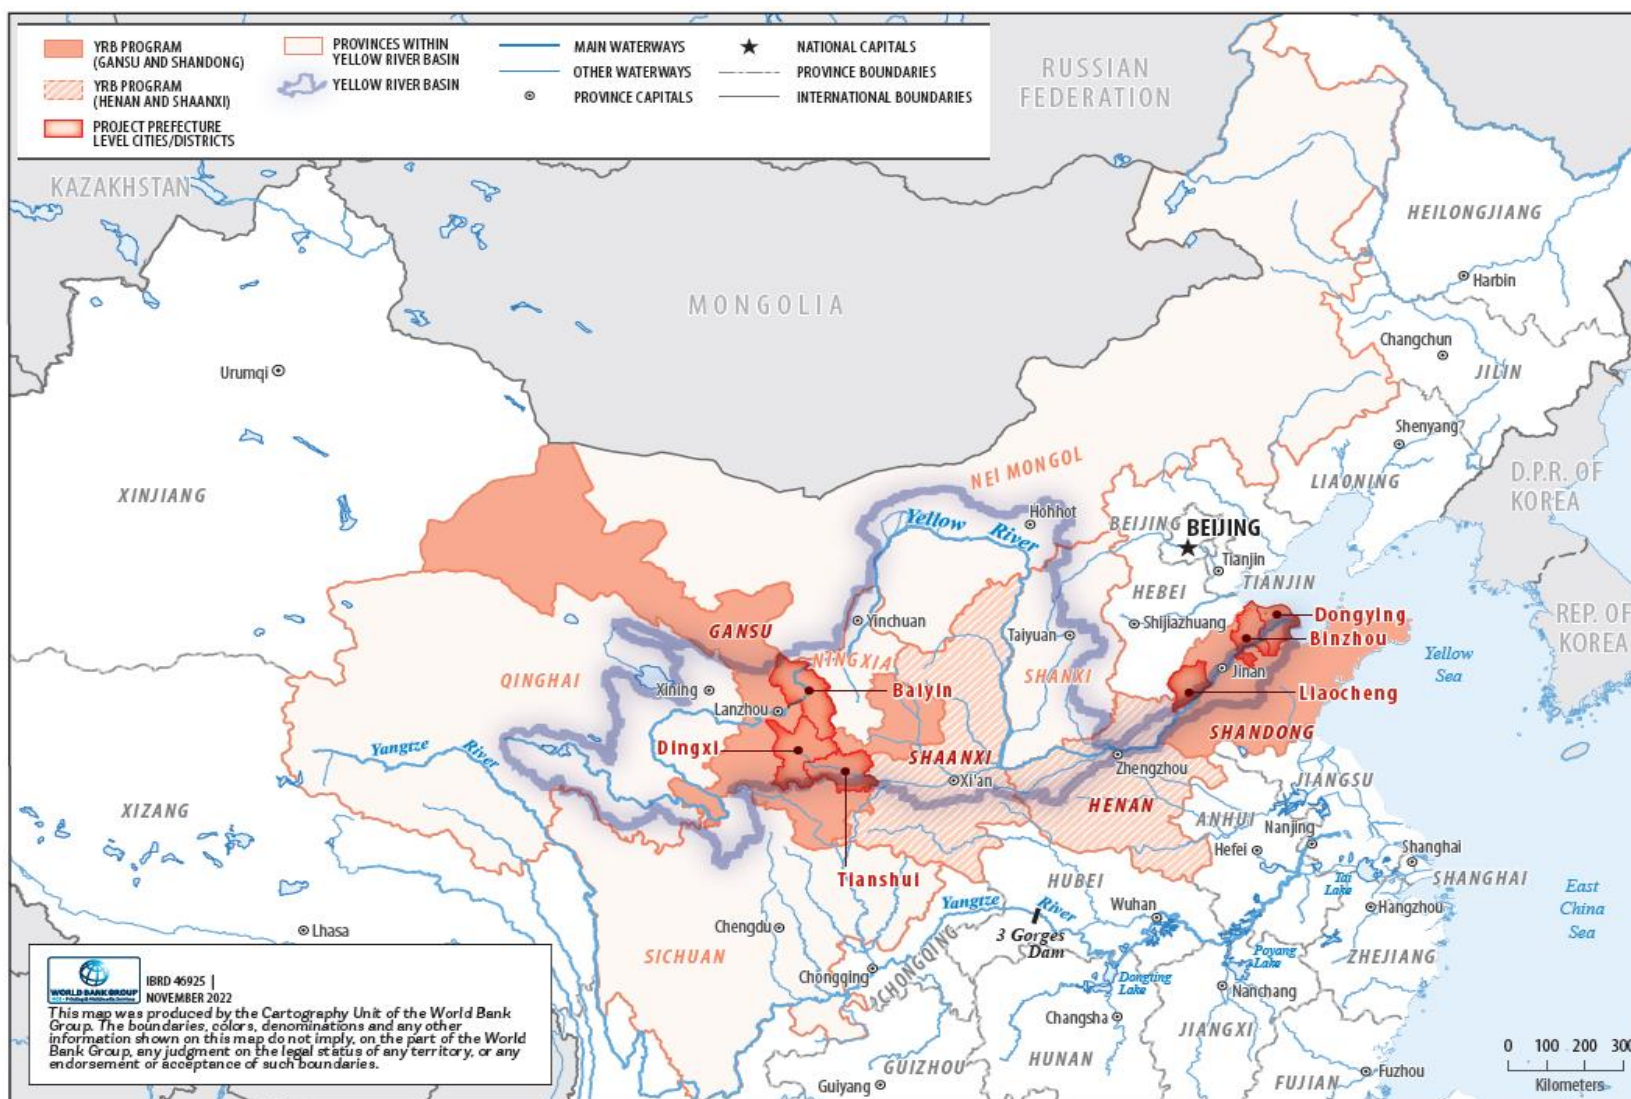 YRB PROGRAM
(GANSU AND SHANDONG)
YRB PROGRAM
(HENAN AND SHAANXI)
PROJECT PREFECTURE
LEVEL CITIES/DISTRICTS
PROVINCES WITHIN
YELLOW RIVER BASIN
YELLOW RIVER BASIN
MAIN WATERWAYS
OTHER WATERWAYS
PROVINCE CAPITALS
NATIONAL CAPITALS
PROVINCE BOUNDARIES
INTERNATIONAL BOUNDARIES
RUSSIAN
FEDERATION
KAZAKHSTAN
HEILONGJIANG
Harbin
MONGOLIA
Changchun
JILIN
Urumqi
Shenyang
LIAONING
D.P.R. OF
KOREA
NEI MONGOL
XINJIANG
Hohhot
Yellow River
BEIJING
BEIJING
Tianjin
TIANJIN
HEBEI
Shijiazhuang
REP. OF
KOREA
Dongying
Binzhou
GANSU
Yinchuan
Taiyuan
NINGXIA
SHANXI
QINGHAI
Xining
Lanzhou
Baiyin
Jinan
Liaocheng
Yellow
Sea
SHANDONG
Dingxi
SHAANXI
Xi'an
Zhengzhou
Yangtze River
HENAN
JIANGSU
XIZANG
ANHUI
Nanjing
Hefei
Shanghai
SHANGHAI
Tai
Lake
Tianshui
HUBEI
Hangzhou
East
China
Sea
Yangtze River
Wuhan
3 Gorges
Dam
Lhasa
Chengdu
SICHUAN
Chongqing
CHONGQING
Poyang
Lake
ZHEJIANG
Dongting
Lake
Nanchang
Changsha
JIANGXI
HUNAN
GUIZHOU
Guiyang
FUJIAN
Fuzhou
WORLD BANK GROUP
IBRD 46925 |
NOVEMBER 2022
This map was produced by the Cartography Unit of the World Bank
Group. The boundaries, colors, denominations and any other
information shown on this map do not imply, on the part of the World
Bank Group, any judgment on the legal status of any territory, or any
endorsement or acceptance of such boundaries.
0 100 200 300
Kilometers